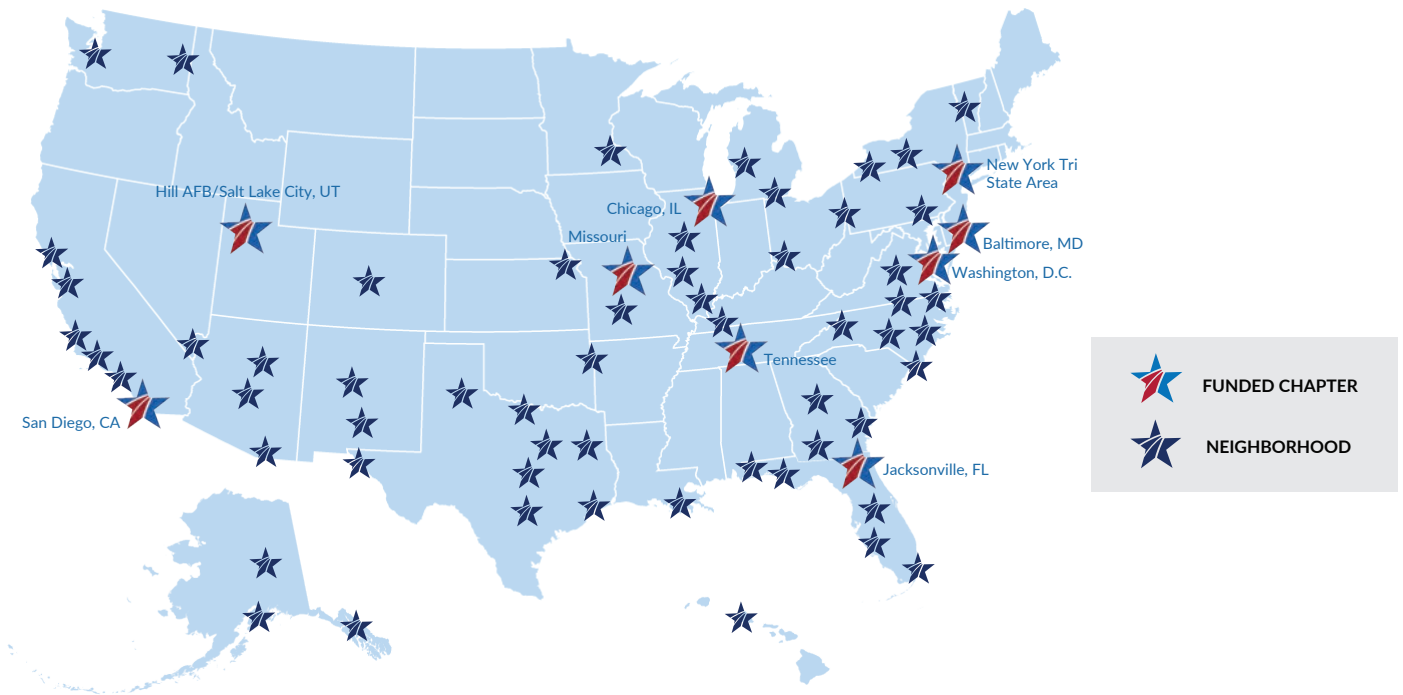 New York Tri
State Area
Hill AFB/Salt Lake City, UT
Chicago, IL
Missouri
Baltimore, MD
Washington, D.C.
Tennessee
San Diego, CA
Jacksonville, FL
FUNDED CHAPTER
NEIGHBORHOOD